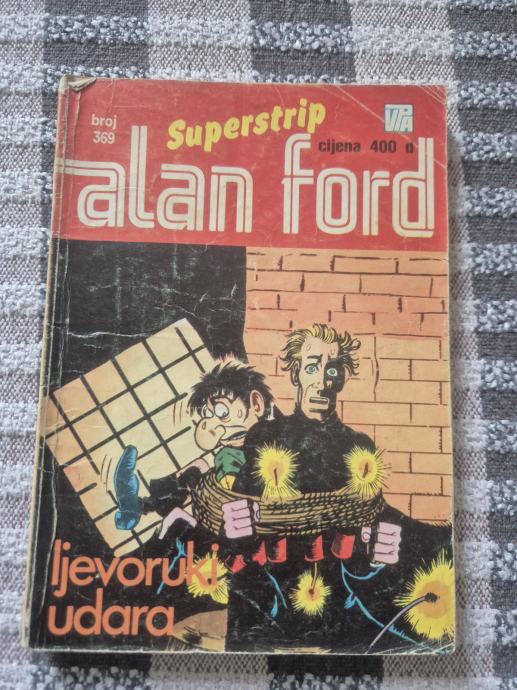 broj
369
Superstrip
VPA
cijena 400 d
alan ford
ljevoruki
udara